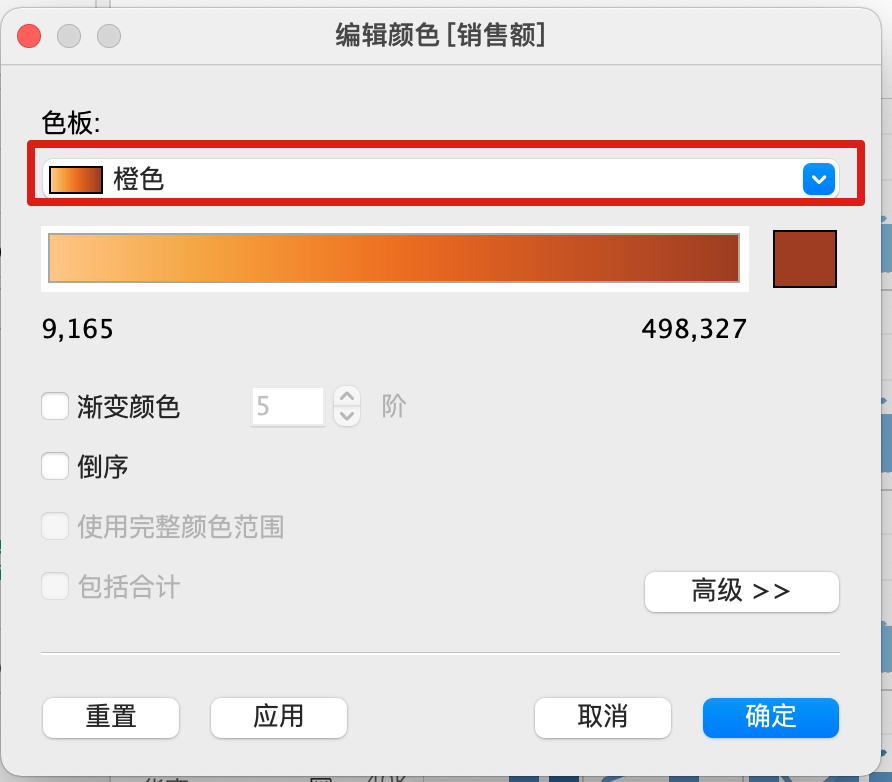 编辑颜色 [销售额]
色板:
橙色
9,165 498,327
渐变颜色 5 阶
倒序
使用完整颜色范围
包括合计
高级 >>
重置 应用 取消 确定